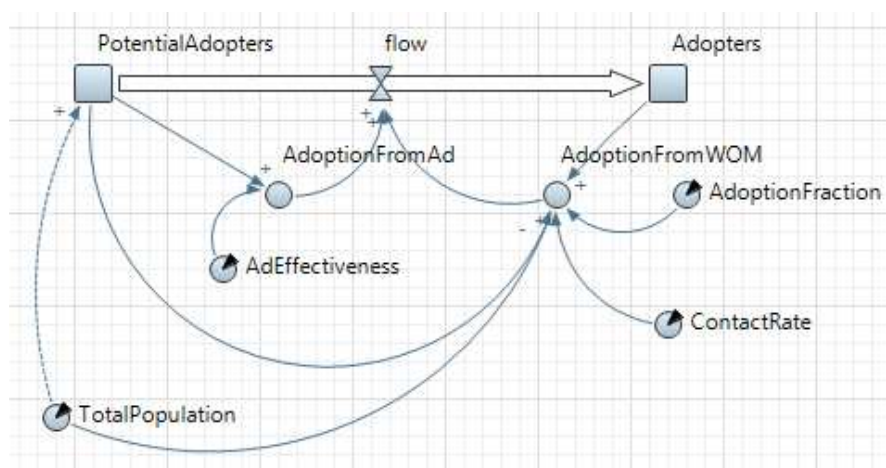 PotentialAdopters
flow
Adopters
+
+
+
+
AdoptionFromAd
AdoptionFromWOM
+
AdoptionFraction
-
+
AdEffectiveness
ContactRate
TotalPopulation